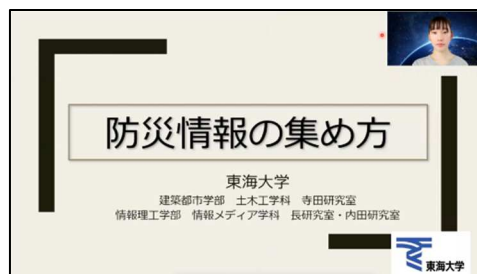 防災情報の集め方
東海大学
建築都市学部　土木工学科　寺田研究室
情報理工学部　情報メディア学科　長研究室・内田研究室
東海大学